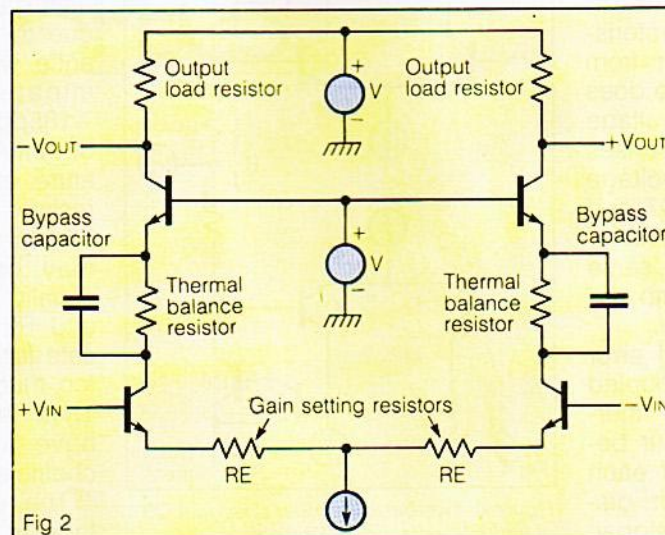 Output
load resistor
+
V
−
Output
load resistor
−VOUT
+VOUT
Bypass
capacitor
Thermal
balance
resistor
+
V
−
Bypass
capacitor
Thermal
balance
resistor
+VIN
Gain setting resistors
−VIN
RE
RE
Fig 2